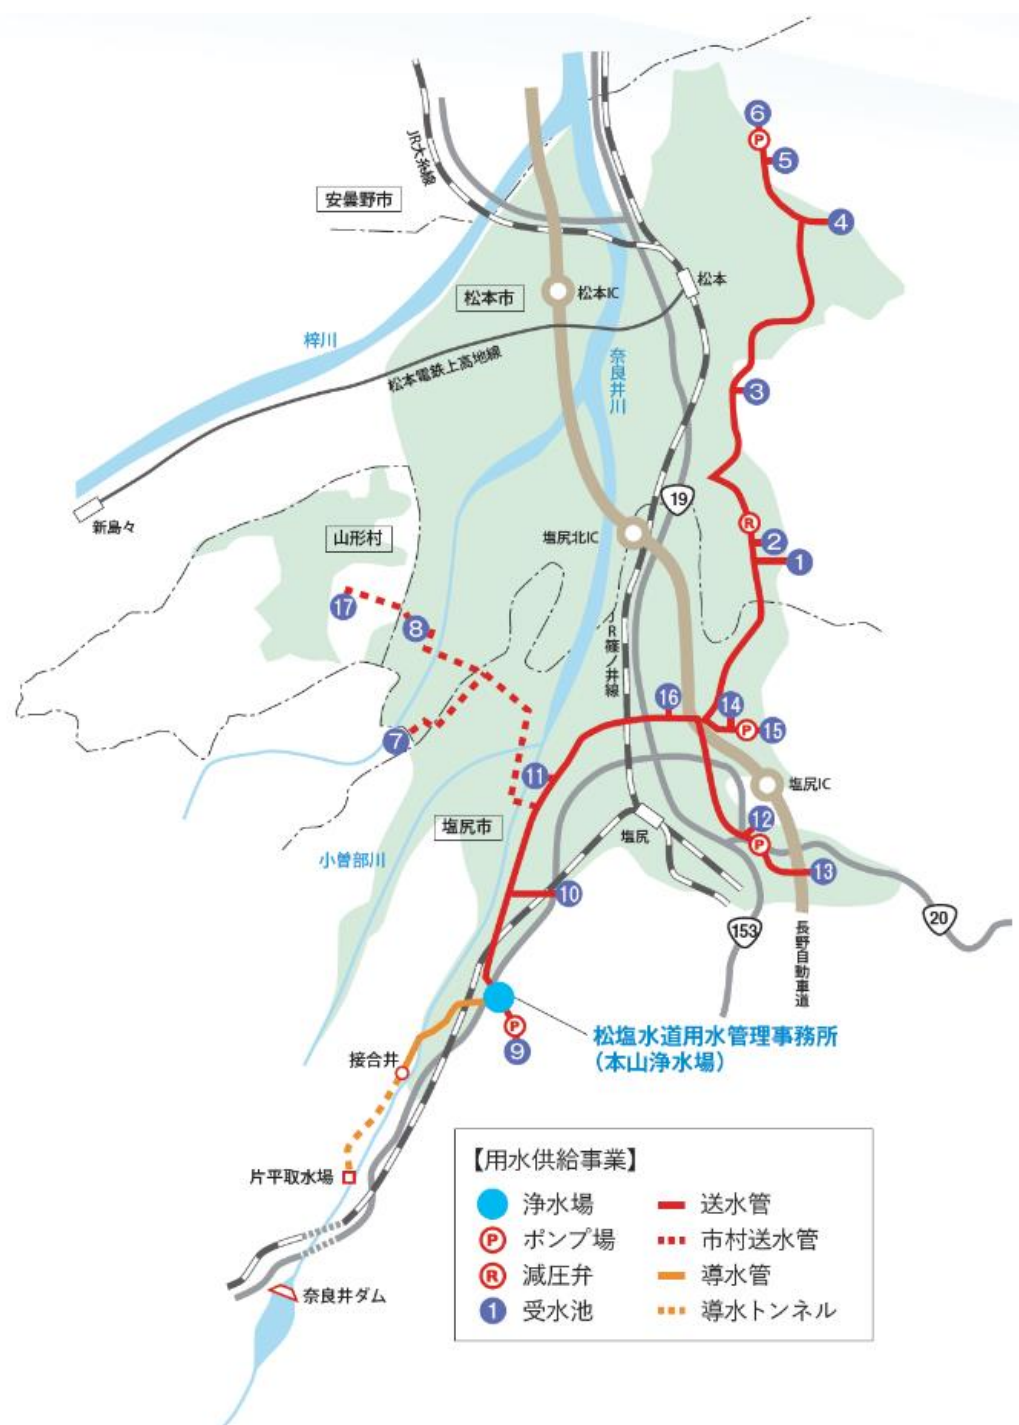 6
P
5
JR大糸線
安曇野市
4
松本
松本市
松本IC
梓川
奈良井川
松本電鉄上高地線
3
19
新島々
山形村
塩尻北IC
R
2
1
17
8
JR篠ノ井線
16
14
P
15
7
11
塩尻IC
塩尻市
塩尻
12
P
小曽部川
13
10
20
153
長野自動車道
松塩水道用水管理事務所
(本山浄水場)
P
9
接合井
片平取水場
奈良井ダム
【用水供給事業】
浄水場
送水管
P ポンプ場
市村送水管
R 減圧弁
導水管
1 受水池
導水トンネル